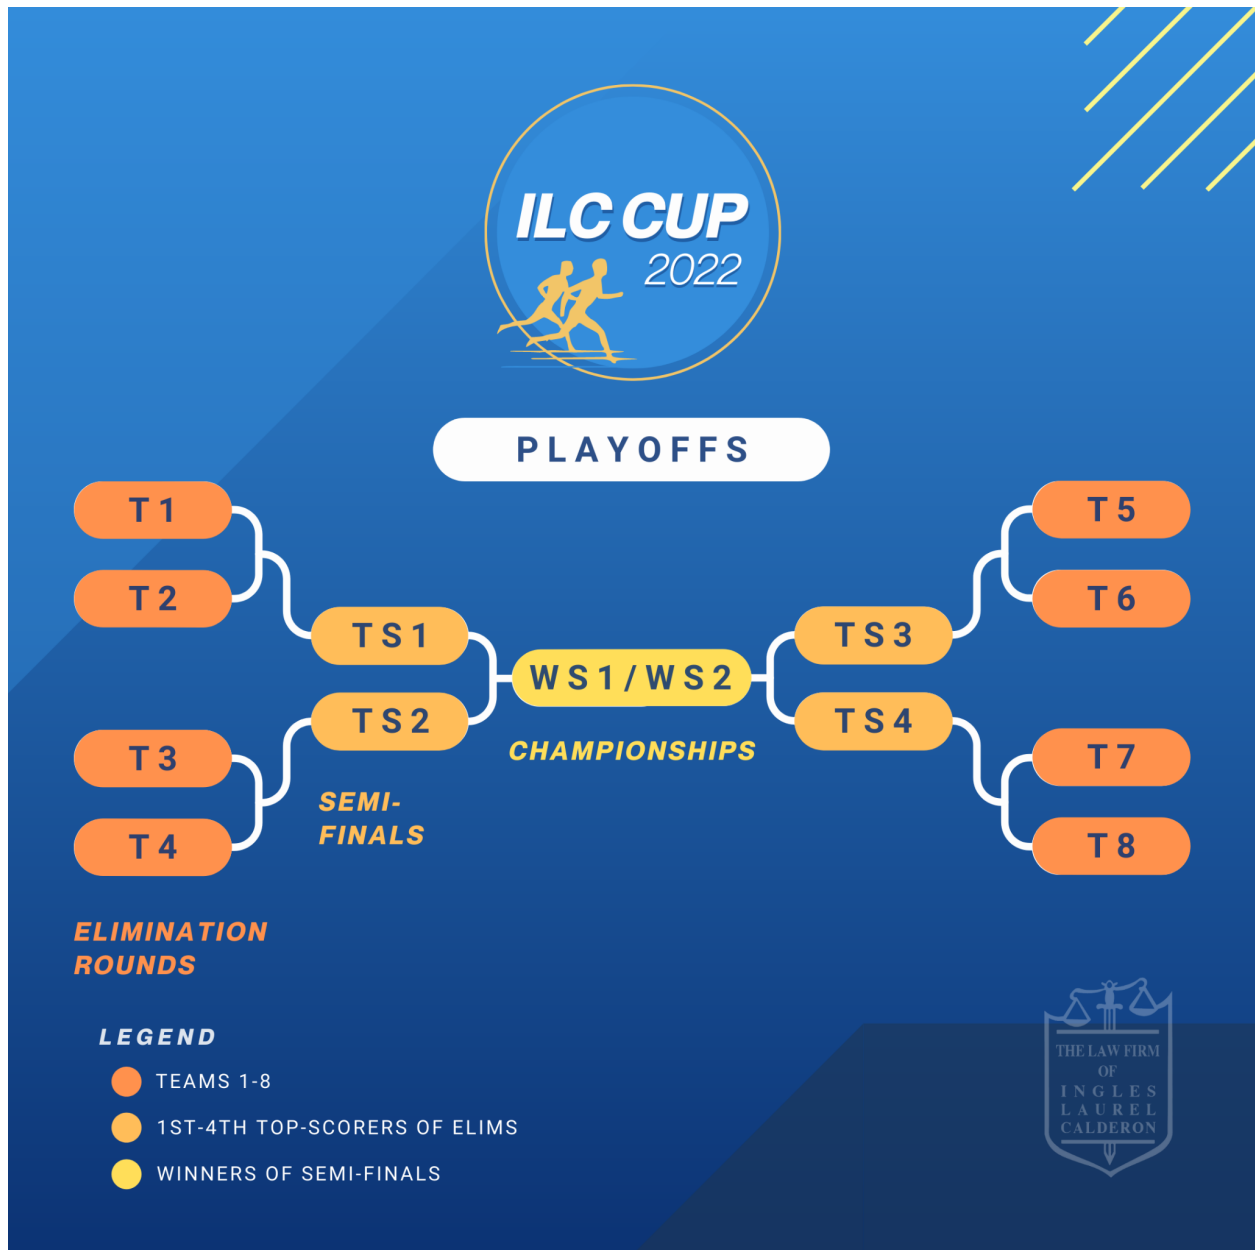 ILC CUP
2022
PLAYOFFS
T1
T2
T3
T4
TS1
TS2
WS1/WS2
CHAMPIONSHIPS
TS3
TS4
T5
T6
T7
T8
SEMI-
FINALS
ELIMINATION
ROUNDS
LEGEND
TEAMS 1-8
1ST-4TH TOP-SCORERS OF ELIMS
WINNERS OF SEMI-FINALS
THE LAW FIRM
OF
INGLES
LAUREL
CALDERON